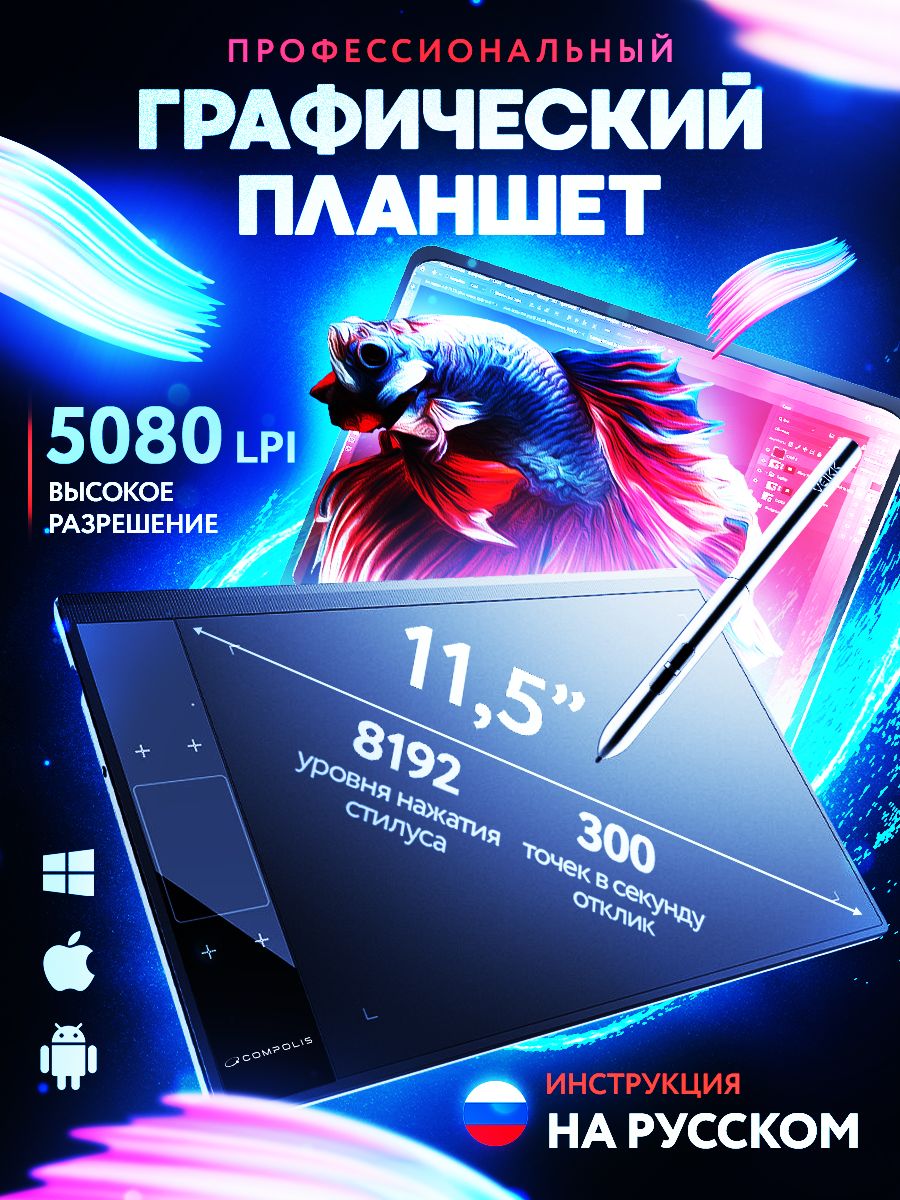 ПРОФЕССИОНАЛЬНЫЙ
ГРАФИЧЕСКИЙ
ПЛАНШЕТ
5080 LPI
ВЫСОКОЕ
РАЗРЕШЕНИЕ
veikk
11,5”
8192
уровня нажатия
стилуса
300
точек в секунду
отклик
COMPOLIS
ИНСТРУКЦИЯ
НА РУССКОМ